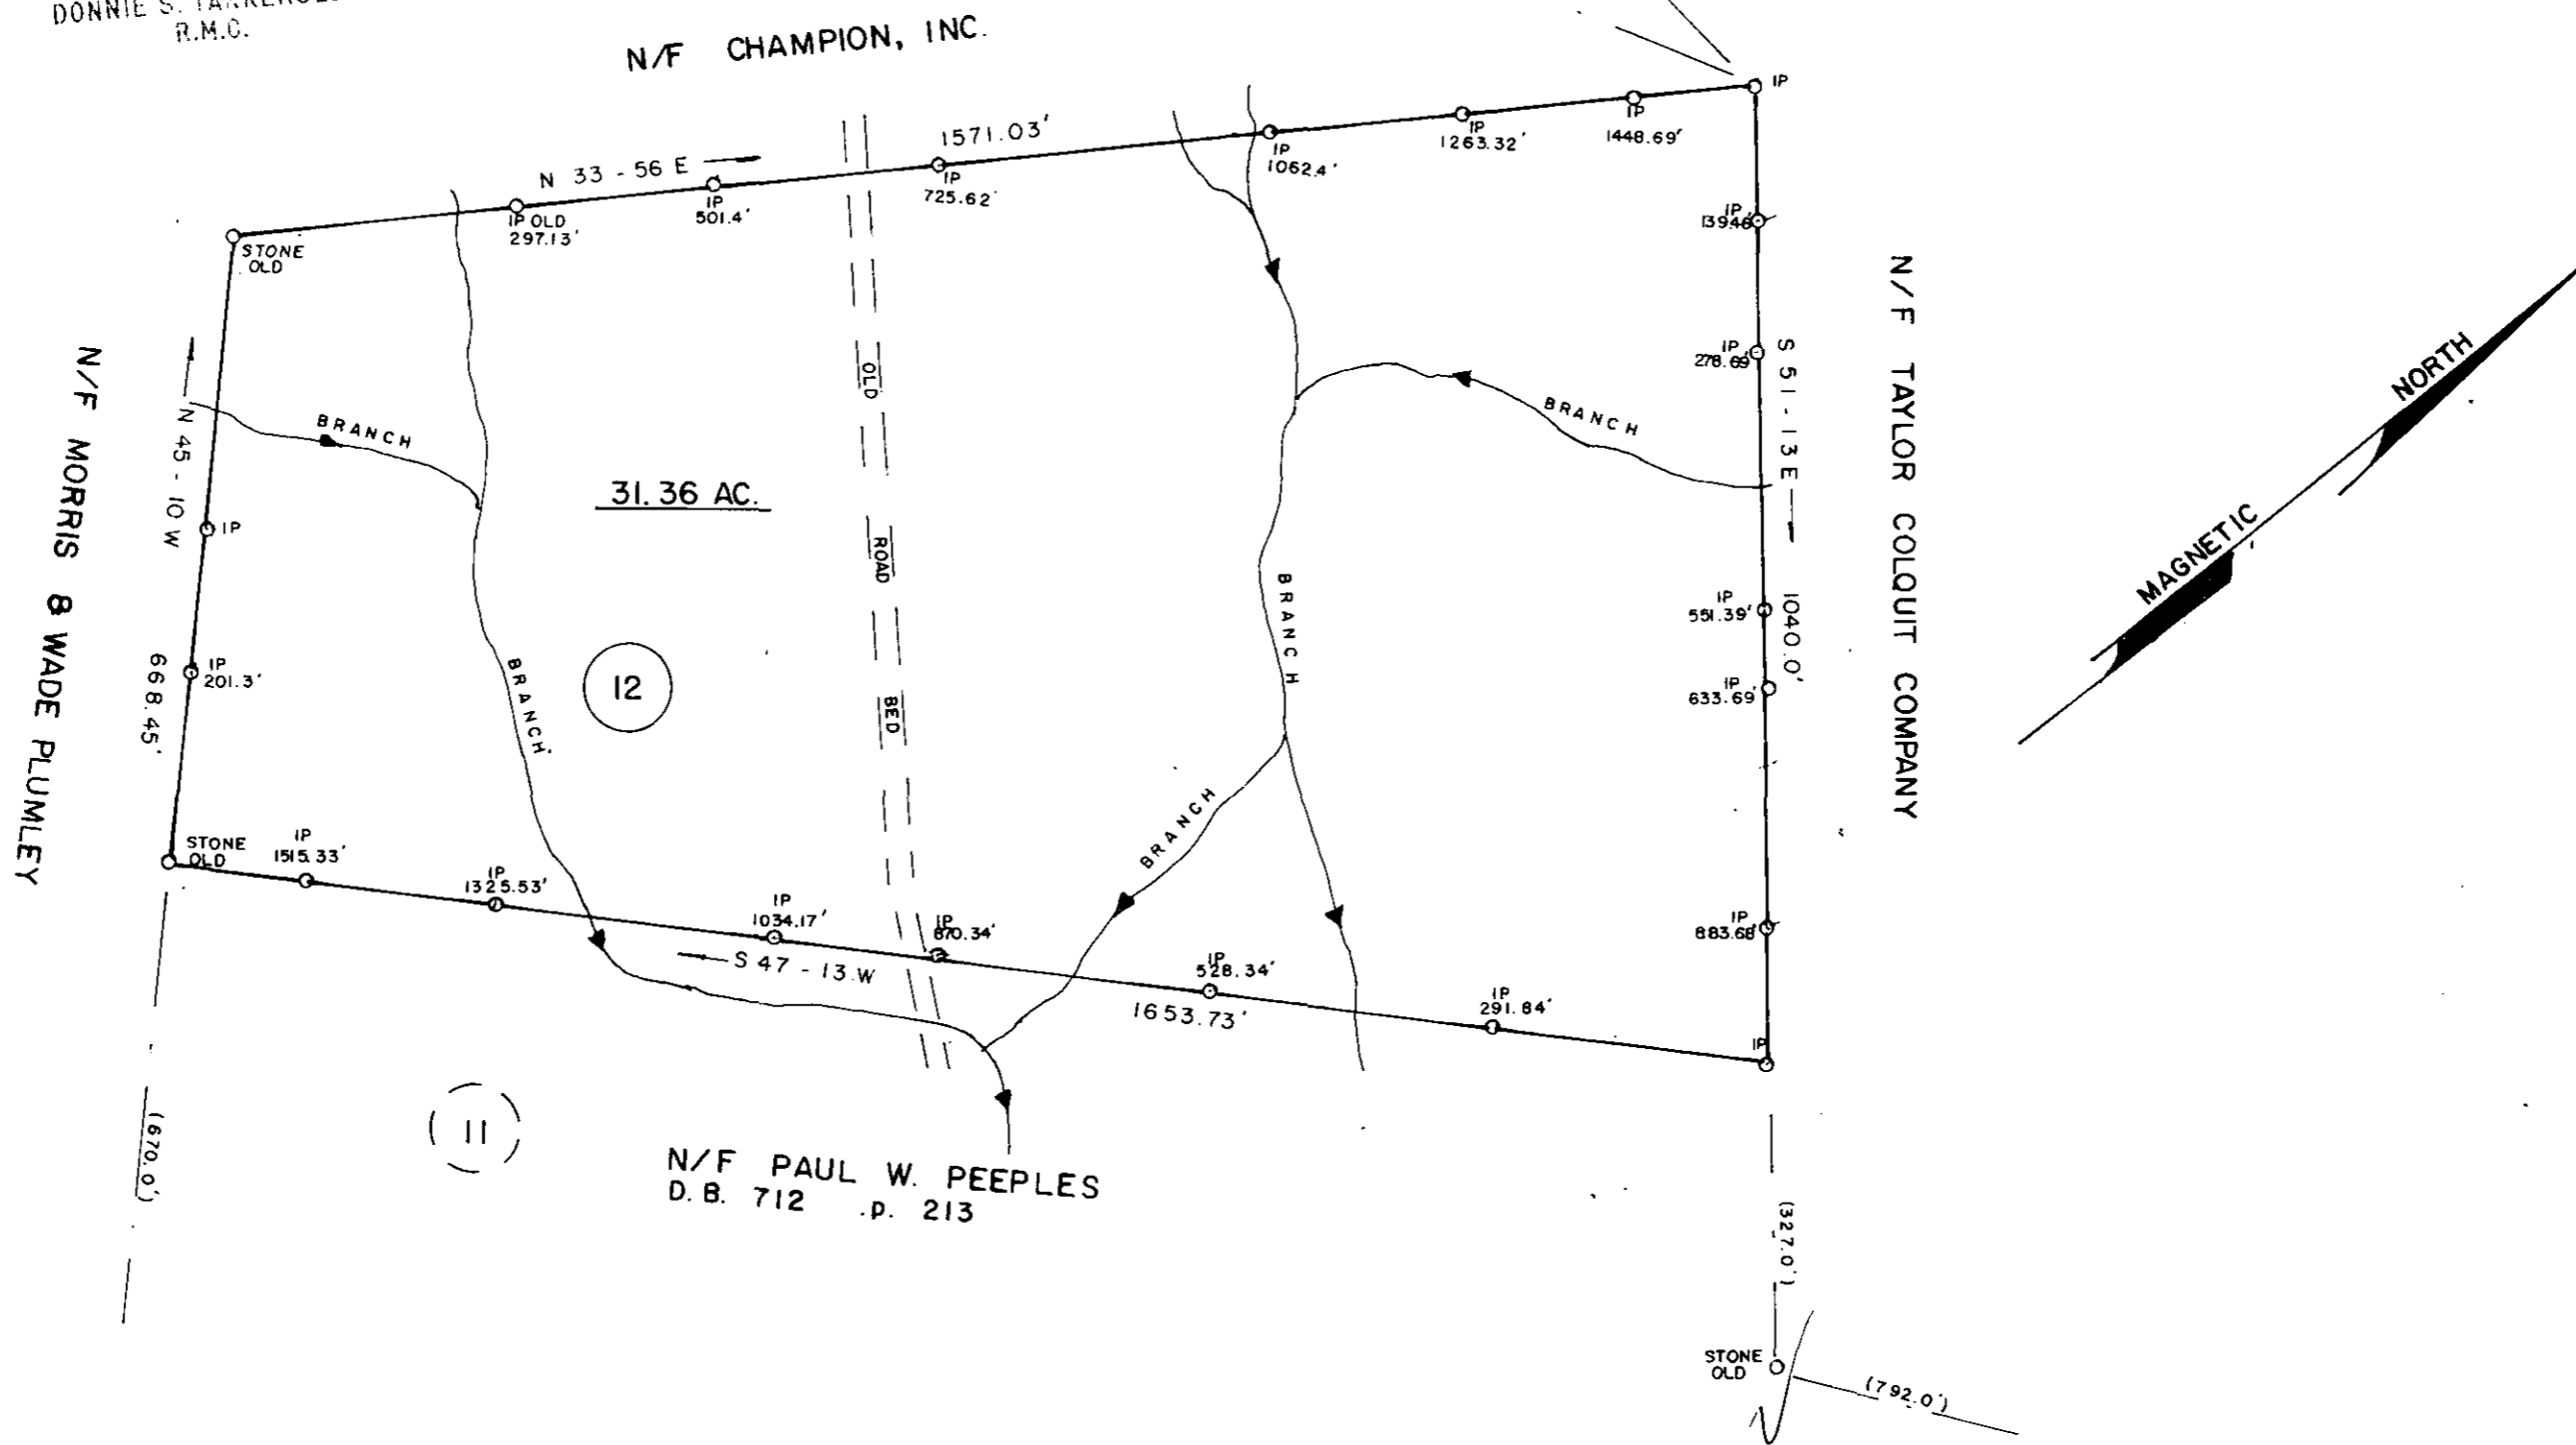 DONNIE S.
R.M.C.
N/F CHAMPION, INC.
N 33 - 56 E
1571.03'
STONE
OLD
IP OLD
297.13'
IP
501.4'
IP
725.62'
IP
1062.4'
IP
1263.32'
IP
1448.69'
IP
IP
139.46'
IP
278.69'
IP
551.39'
IP
633.69'
IP
883.68'
IP
S 51 - 13 E
1040.0'
N/F TAYLOR COLQUIT COMPANY
MAGNETIC NORTH
N/F MORRIS & WADE PLUMLEY
N 45 - 10 W
668.45'
IP
IP
201.3'
BRANCH
BRANCH
31.36 AC.
12
OLD
ROAD
BED
BRANCH
BRANCH
BRANCH
STONE
OLD
IP
1515.33'
IP
1325.53'
IP
1034.17'
IP
870.34'
IP
528.34'
IP
291.84'
S 47 - 13 W
1653.73'
(670.0')
11
N/F PAUL W. PEEPLES
D.B. 712 p. 213
(327.0')
STONE
OLD
(792.0')